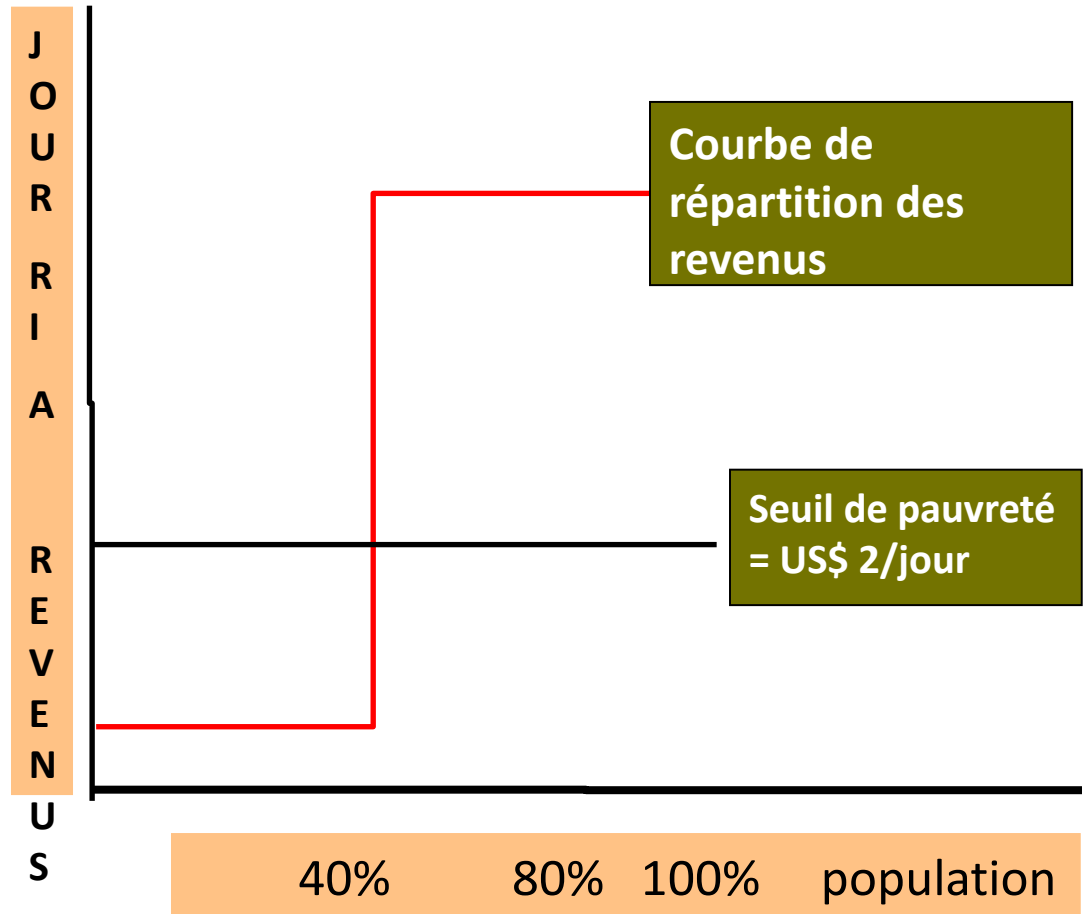 J
O
U
R
R
I
A
R
E
V
E
N
U
S
Courbe de
répartition des
revenus
Seuil de pauvreté
= US$ 2/jour
40% 80% 100% population